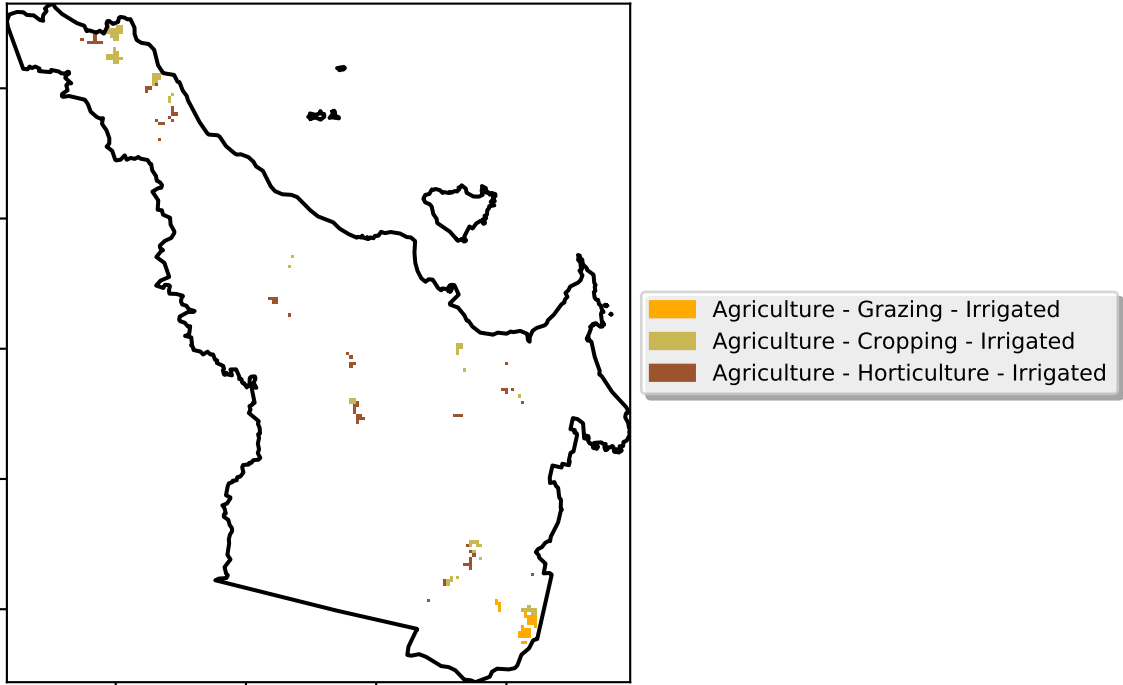 Agriculture - Grazing - Irrigated
Agriculture - Cropping - Irrigated
Agriculture - Horticulture - Irrigated